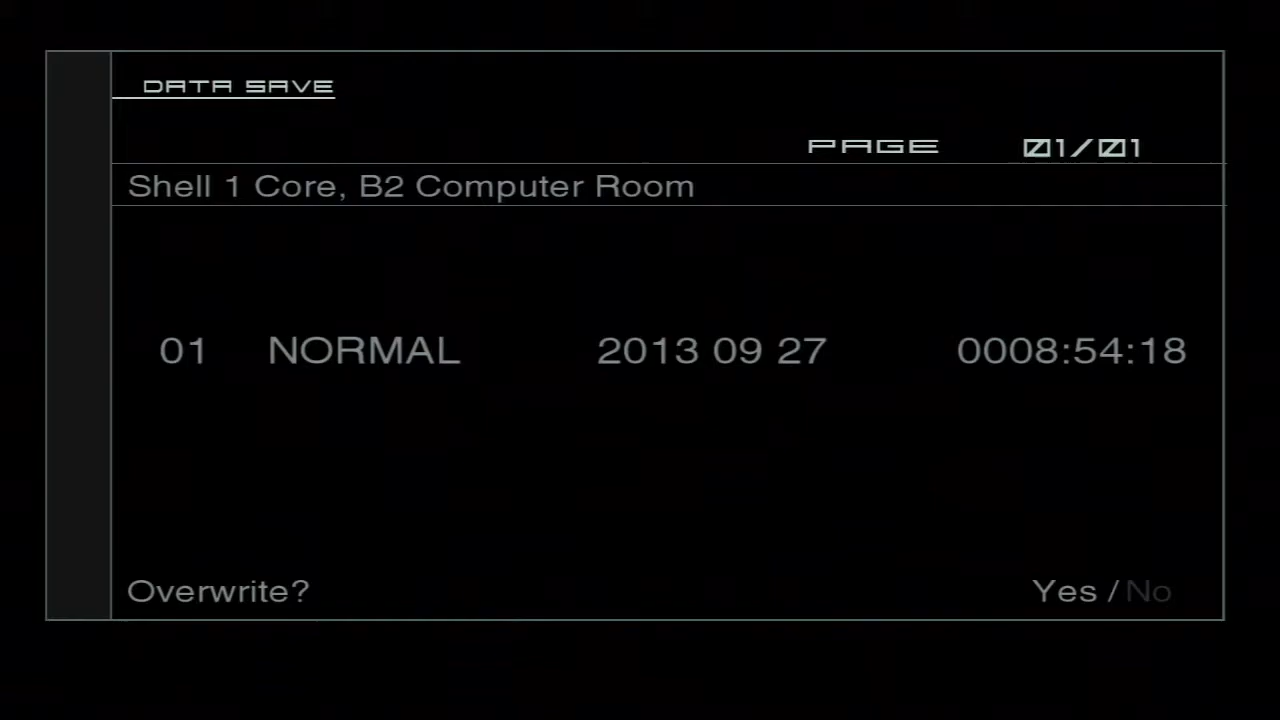 DATA SAVE
PAGE 01/01
Shell 1 Core, B2 Computer Room
01 NORMAL 2013 09 27 0008:54:18
Overwrite? Yes / No